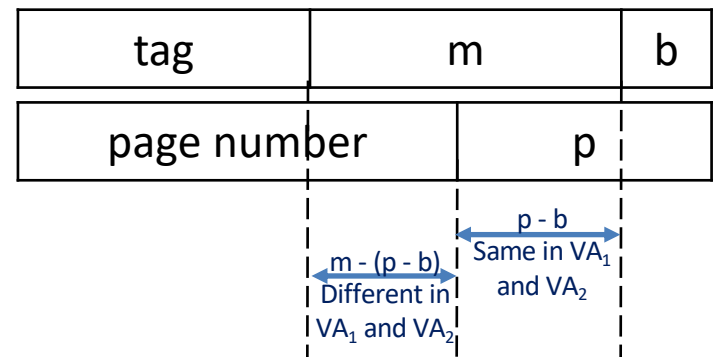 tag m b
page number p
p - b
Same in VA₁
and VA₂
m - (p - b)
Different in
VA₁ and VA₂